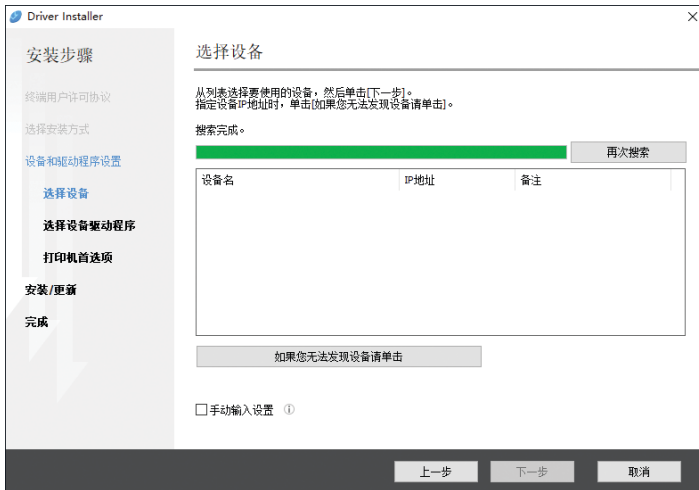 Driver Installer
安装步骤
终端用户许可协议
选择安装方式
设备和驱动程序设置
选择设备
选择设备驱动程序
打印机首选项
安装/更新
完成
选择设备
从列表选择要使用的设备，然后单击[下一步]。
指定设备IP地址时，单击[如果您无法发现设备请单击]。
搜索完成。
再次搜索
设备名 IP地址 备注
如果您无法发现设备请单击
手动输入设置
上一步 下一步 取消